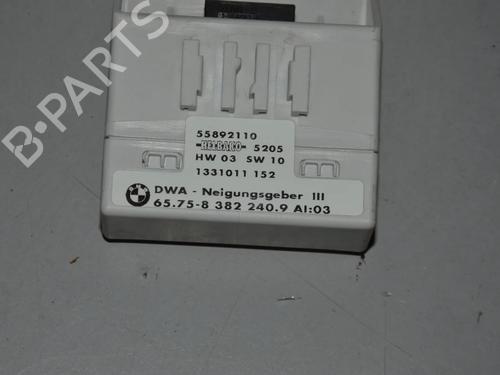 B-PARTS
55892110
HELBAKO 5205
HW 03 SW 10
1331011 152
DWA - Neigungsgeber III
65.75-8 382 240.9 AI:03